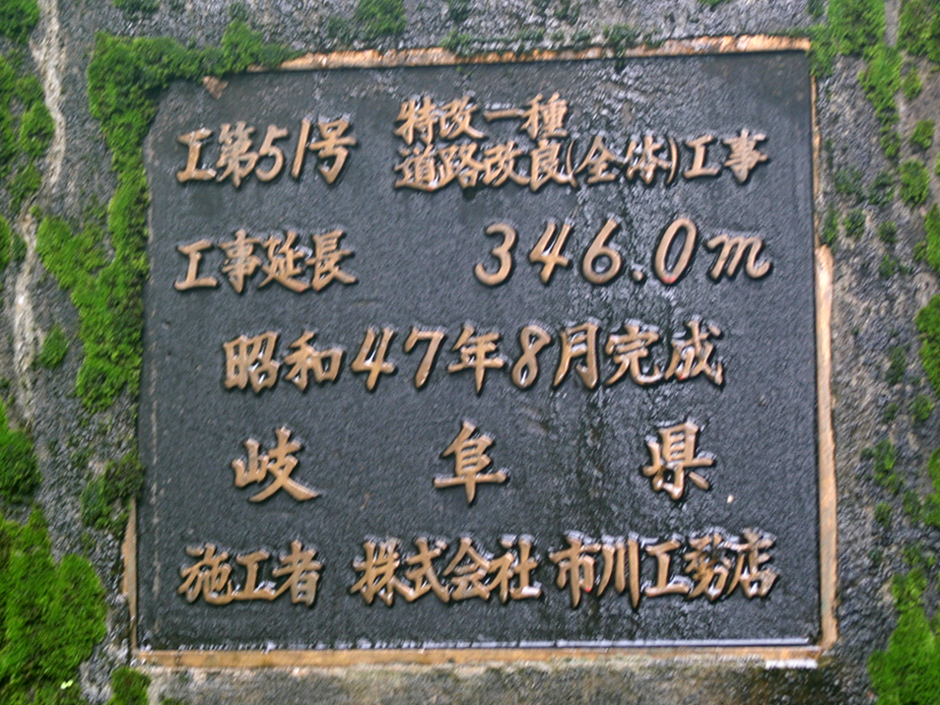 工第51号 特改一種
道路改良(全体)工事
工事延長 346.0m
昭和47年8月完成
岐阜県
施工者 株式会社市川工務店